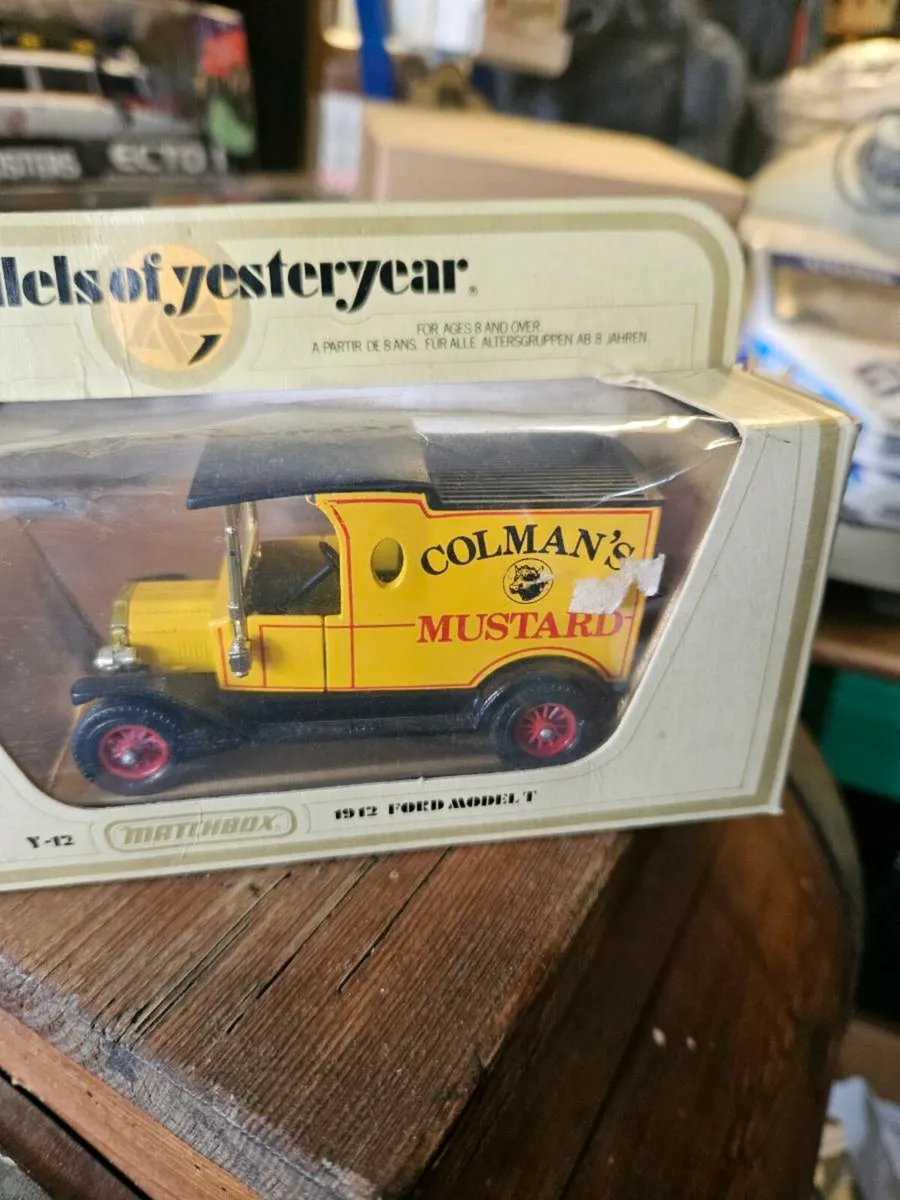 ECTO
dels of yesteryear®
FOR AGES 8 AND OVER.
A PARTIR DE 8 ANS. FÜR ALLE ALTERSGRUPPEN AB 8 JAHREN.
COLMAN'S
MUSTARD
Y-12 MATCHBOX 1912 FORD MODEL T